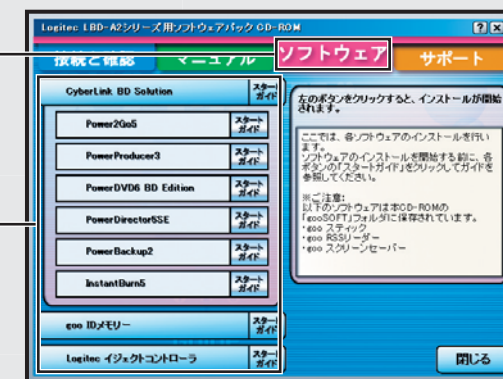 Logitec LBD-A2シリーズ用ソフトウェアパック CD-ROM
接続と確認
マニュアル
ソフトウェア
サポート
CyberLink BD Solution
スタート
ガイド
Power2Go5
スタート
ガイド
PowerProducer3
スタート
ガイド
PowerDVD6 BD Edition
スタート
ガイド
PowerDirector5SE
スタート
ガイド
PowerBackup2
スタート
ガイド
InstantBurn5
スタート
ガイド
goo IDメモリー
スタート
ガイド
Logitec イジェクトコントローラ
スタート
ガイド
左のボタンをクリックすると、インストールが開始
されます。
ここでは、各ソフトウェアのインストールを行い
ます。
ソフトウェアのインストールを開始する前に、各
ボタンの「スタートガイド」をクリックしてガイドを
参照してください。
※ご注意:
以下のソフトウェアは本CD-ROMの
「gooSOFT」フォルダに保存されています。
・goo スティック
・goo RSSリーダー
・goo スクリーンセーバー
閉じる